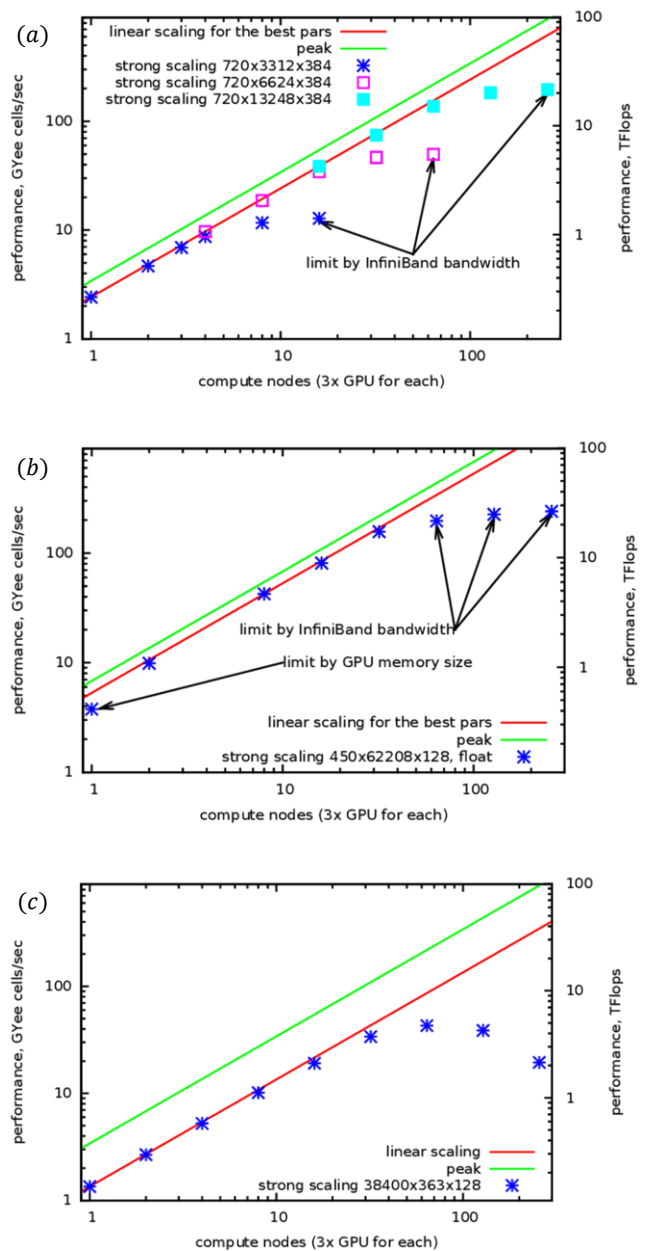 (a)
linear scaling for the best pars
peak
strong scaling 720x3312x384
strong scaling 720x6624x384
strong scaling 720x13248x384
limit by InfiniBand bandwidth
performance, GYee cells/sec
100
10
1
performance, TFlops
100
10
1
1 10 100
compute nodes (3x GPU for each)
(b)
limit by InfiniBand bandwidth
limit by GPU memory size
linear scaling for the best pars
peak
strong scaling 450x62208x128, float
performance, GYee cells/sec
100
10
1
performance, TFlops
100
10
1
1 10 100
compute nodes (3x GPU for each)
(c)
linear scaling
peak
strong scaling 38400x363x128
performance, GYee cells/sec
100
10
1
performance, TFlops
100
10
1
1 10 100
compute nodes (3x GPU for each)